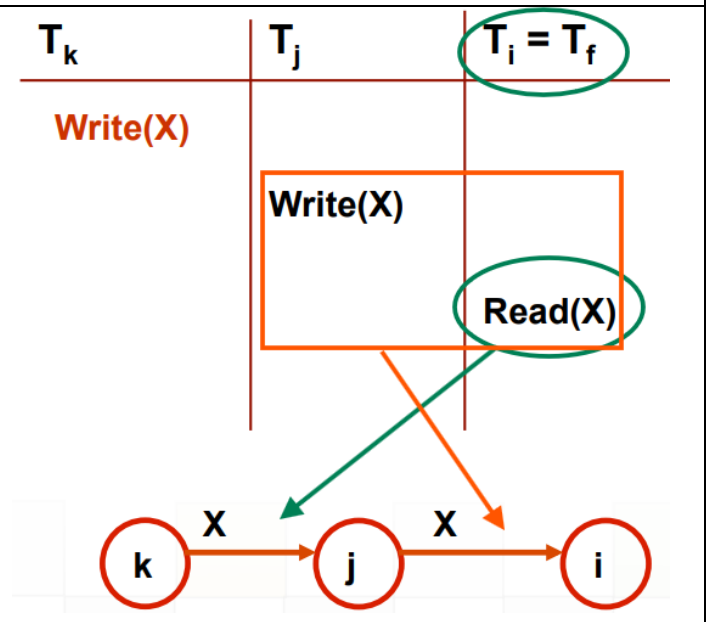 Tk Tj Ti = Tf
Write(X)
Write(X)
Read(X)
X X
k j i